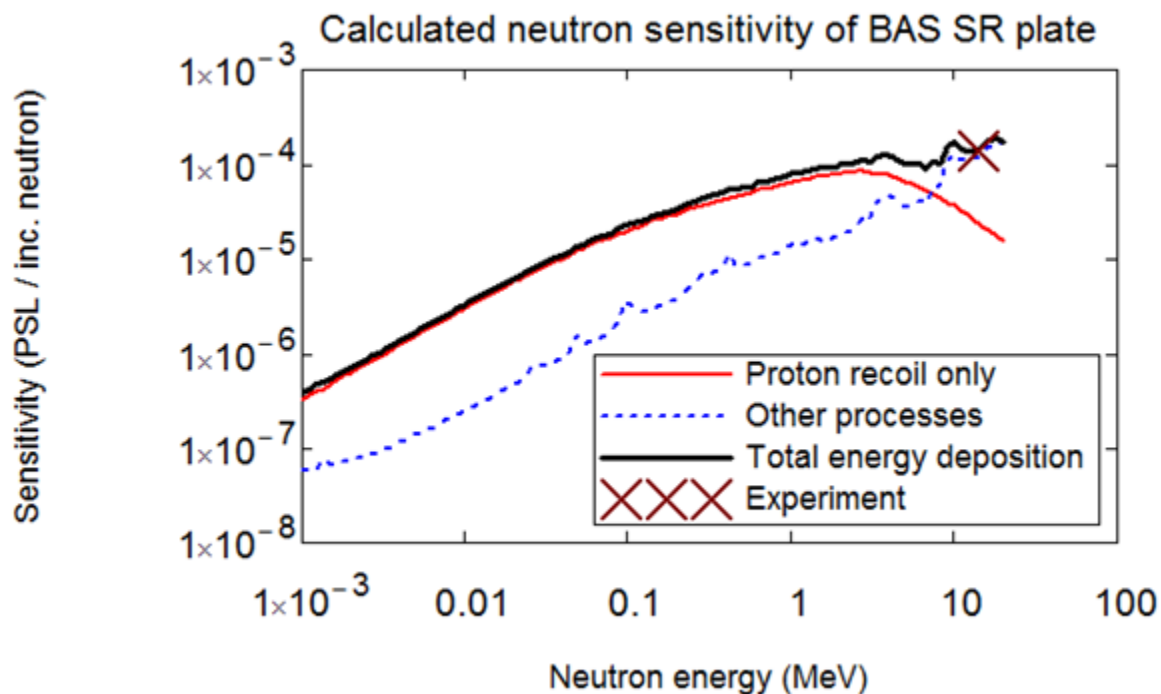 Calculated neutron sensitivity of BAS SR plate
Sensitivity (PSL / inc. neutron)
1×10⁻³
1×10⁻⁴
1×10⁻⁵
1×10⁻⁶
1×10⁻⁷
1×10⁻⁸
Proton recoil only
Other processes
Total energy deposition
Experiment
1×10⁻³ 0.01 0.1 1 10 100
Neutron energy (MeV)